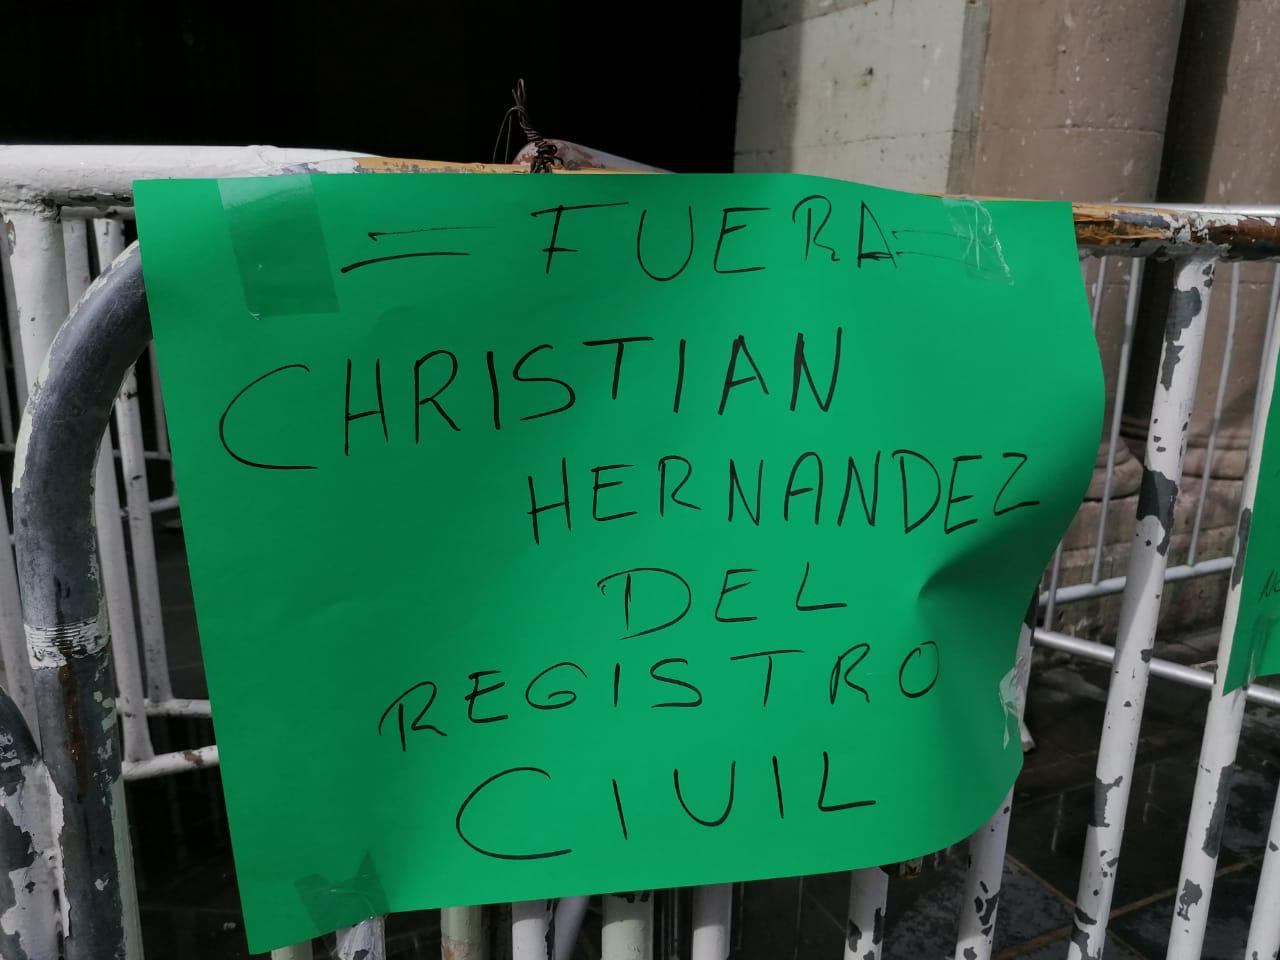 = FUERA =
CHRISTIAN
HERNANDEZ
DEL
REGISTRO
CIVIL